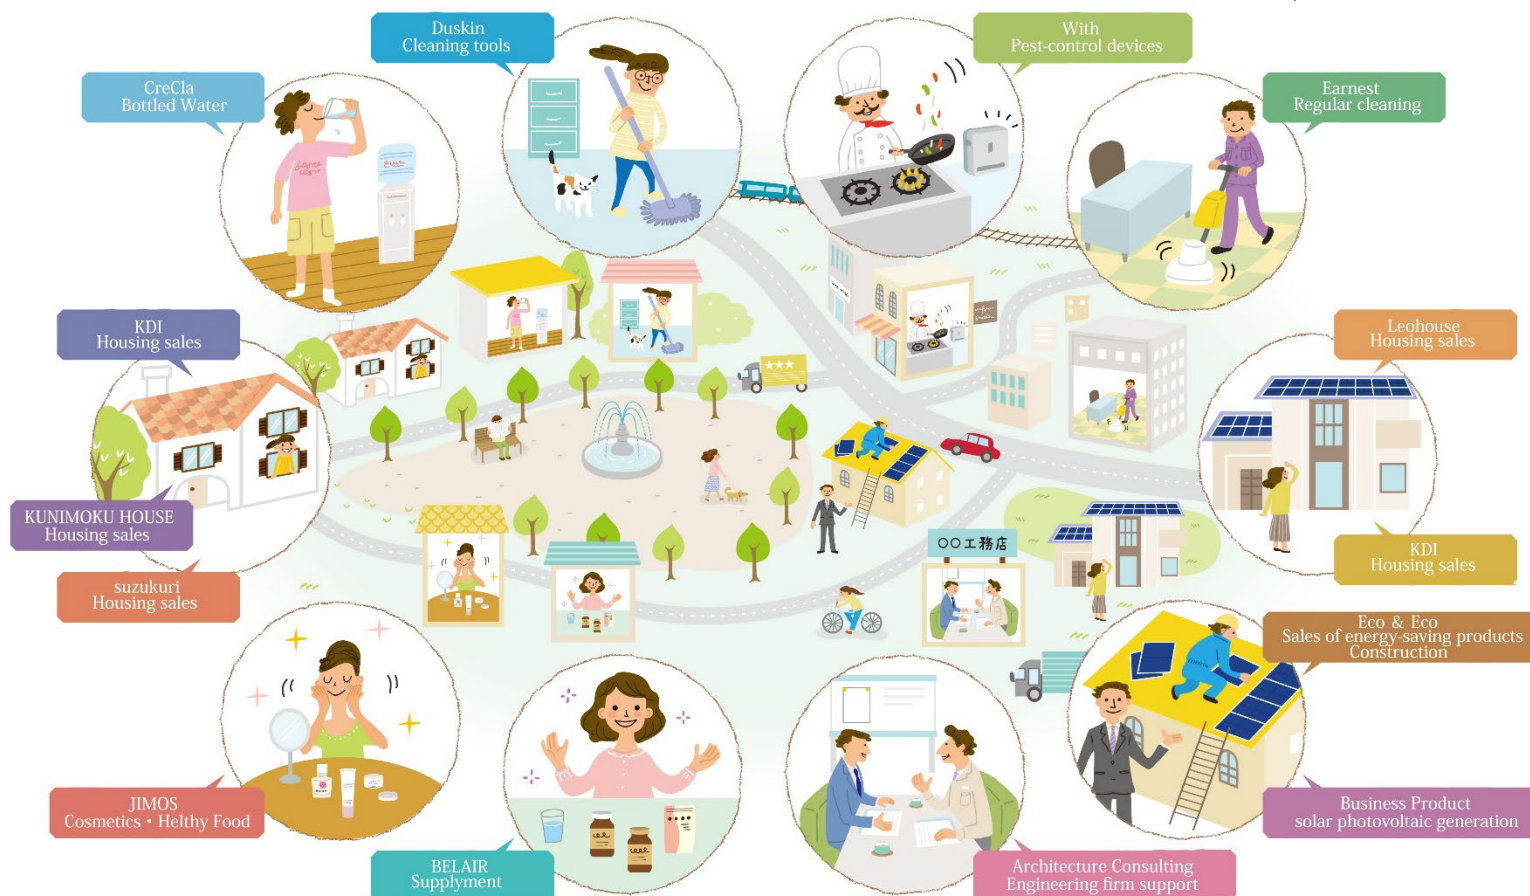 Duskin
Cleaning tools
With
Pest-control devices
CreCla
Bottled Water
Earnest
Regular cleaning
KDI
Housing sales
Leohouse
Housing sales
KUNIMOKU HOUSE
Housing sales
〇〇工務店
KDI
Housing sales
suzukuri
Housing sales
Eco & Eco
Sales of energy-saving products
Construction
JIMOS
Cosmetics・Helthy Food
Business Product
solar photovoltaic generation
BELAIR
Supplyment
Architecture Consulting
Engineering firm support